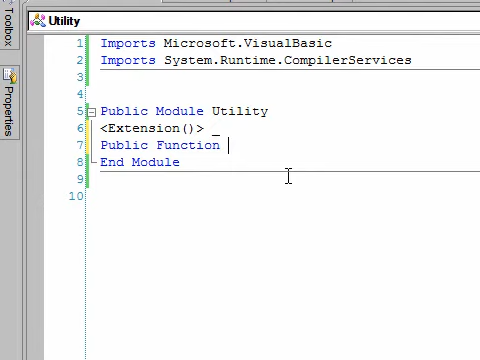 Toolbox
Properties
Utility
1 Imports Microsoft.VisualBasic
2 Imports System.Runtime.CompilerServices
3
4
5 Public Module Utility
6 <Extension()> _
7 Public Function
8 End Module
9
10